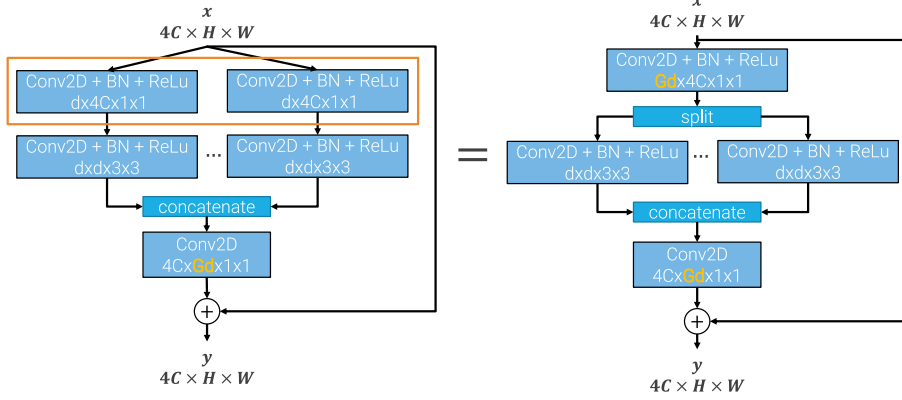 x
4C × H × W
Conv2D + BN + ReLu
dx4Cx1x1
Conv2D + BN + ReLu
dx4Cx1x1
Conv2D + BN + ReLu
dxdx3x3
...
Conv2D + BN + ReLu
dxdx3x3
concatenate
Conv2D
4CxGdx1x1
+
y
4C × H × W
=
x
4C × H × W
Conv2D + BN + ReLu
Gdx4Cx1x1
split
Conv2D + BN + ReLu
dxdx3x3
...
Conv2D + BN + ReLu
dxdx3x3
concatenate
Conv2D
4CxGdx1x1
+
y
4C × H × W